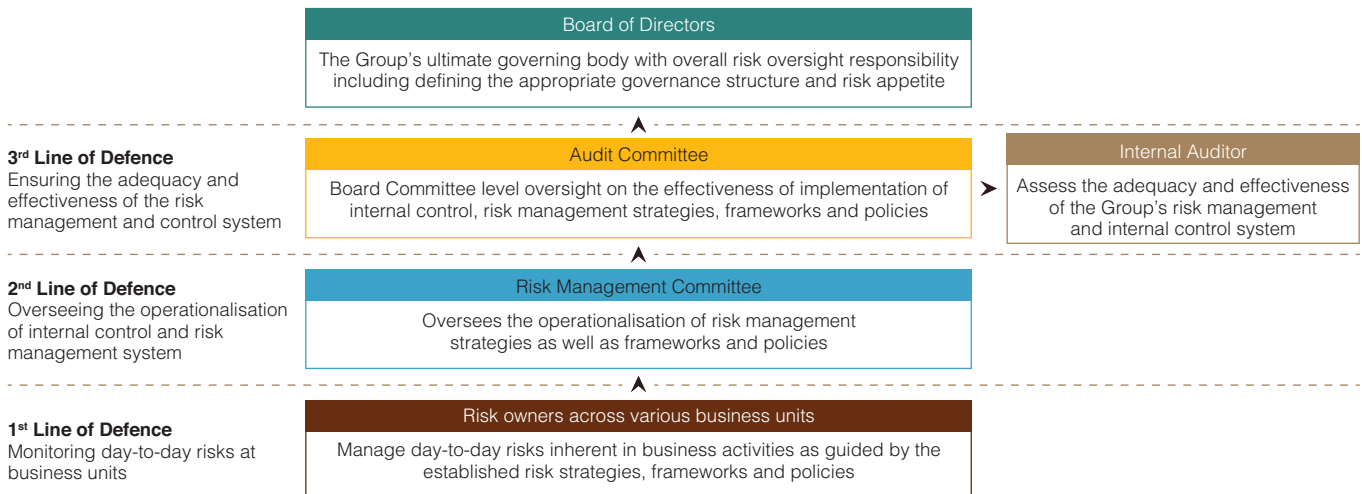 Board of Directors
The Group's ultimate governing body with overall risk oversight responsibility
including defining the appropriate governance structure and risk appetite
3rd Line of Defence
Ensuring the adequacy and
effectiveness of the risk
management and control system
Audit Committee
Board Committee level oversight on the effectiveness of implementation of
internal control, risk management strategies, frameworks and policies
Internal Auditor
Assess the adequacy and effectiveness
of the Group's risk management
and internal control system
2nd Line of Defence
Overseeing the operationalisation
of internal control and risk
management system
Risk Management Committee
Oversees the operationalisation of risk management
strategies as well as frameworks and policies
1st Line of Defence
Monitoring day-to-day risks at
business units
Risk owners across various business units
Manage day-to-day risks inherent in business activities as guided by the
established risk strategies, frameworks and policies